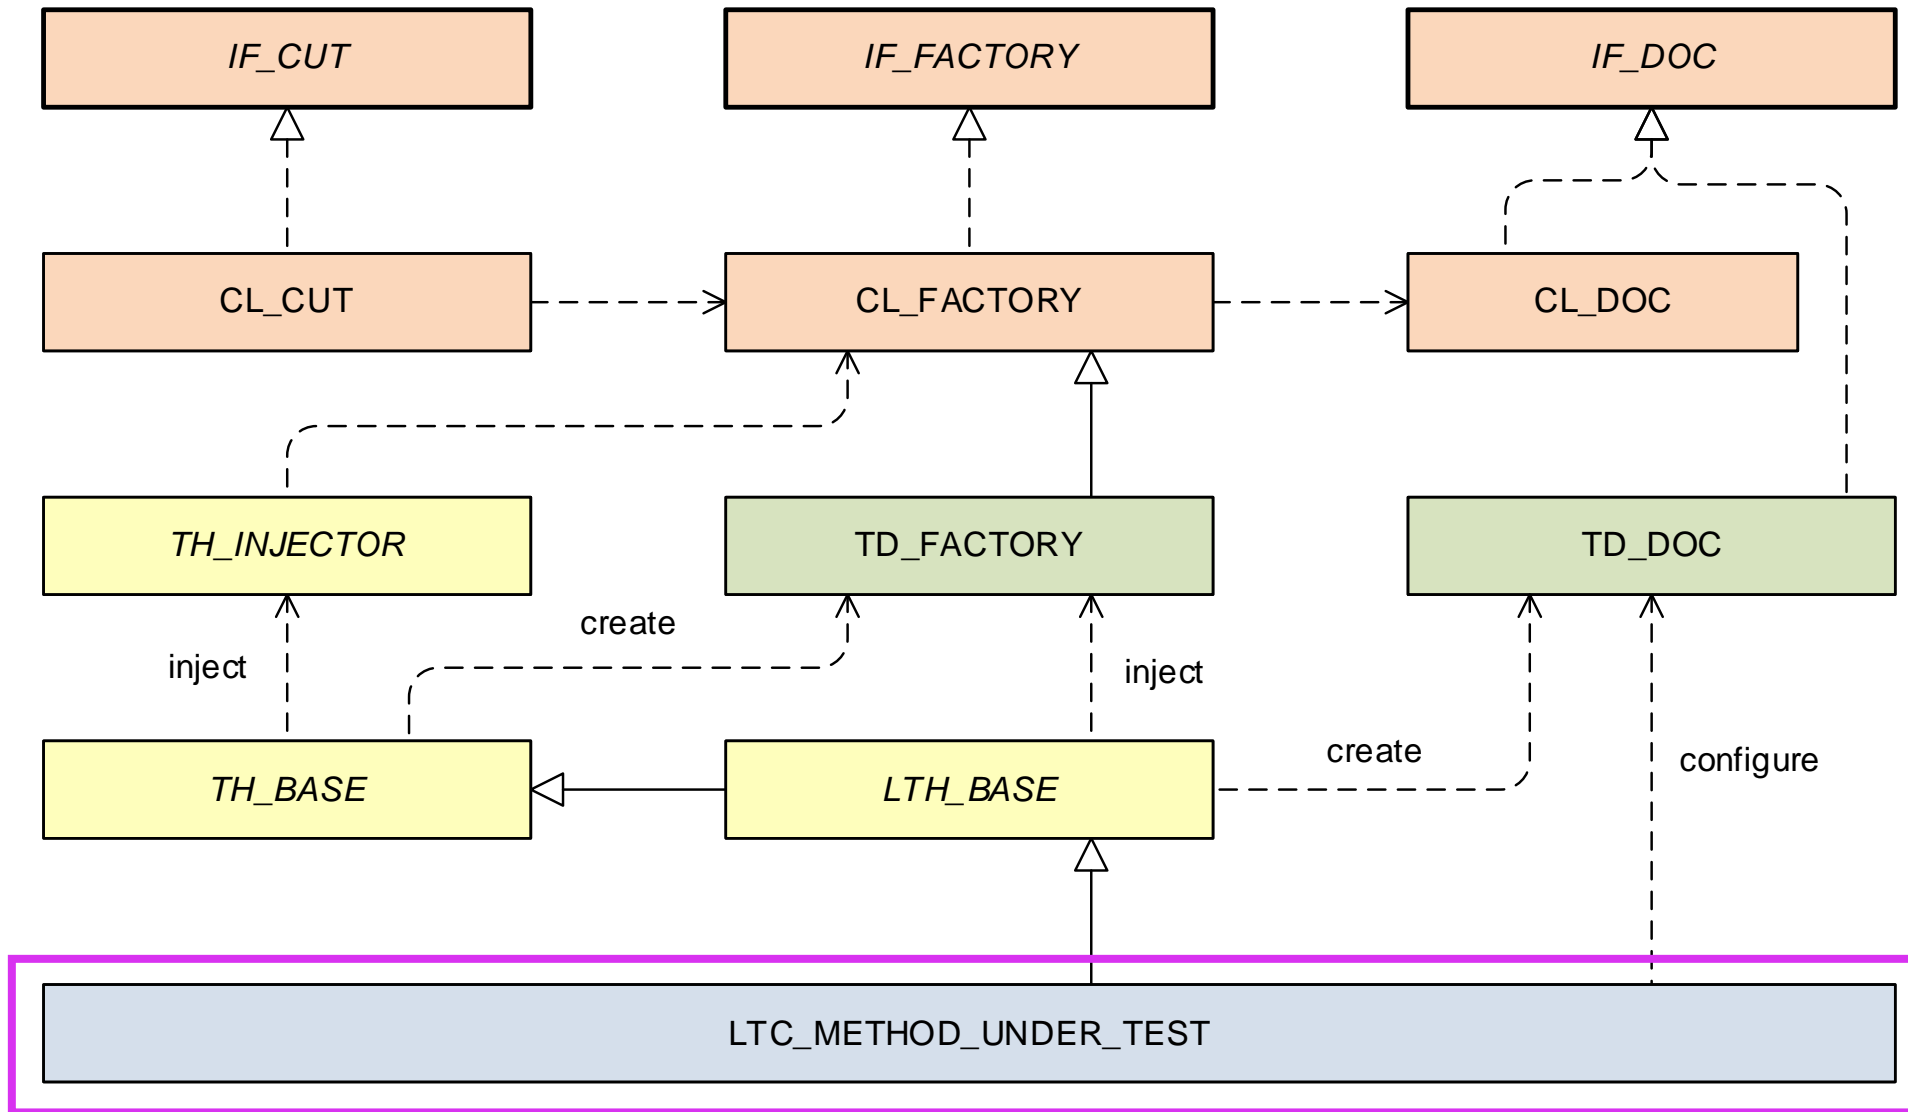 IF_CUT
IF_FACTORY
IF_DOC
CL_CUT
CL_FACTORY
CL_DOC
TH_INJECTOR
TD_FACTORY
TD_DOC
create
inject
inject
create
configure
TH_BASE
LTH_BASE
LTC_METHOD_UNDER_TEST